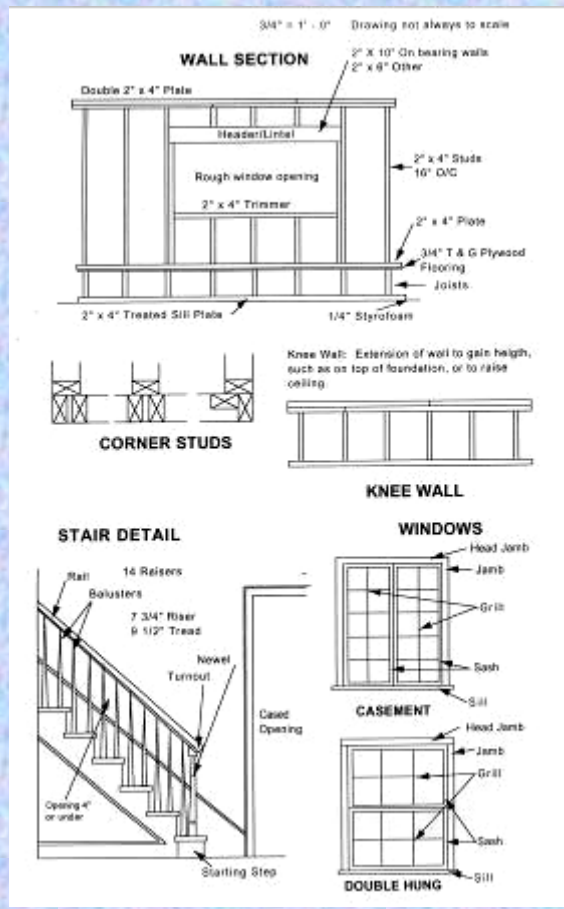 3/4" = 1' - 0" Drawing not always to scale
WALL SECTION
2" X 10" On bearing walls
2" x 6" Other
Double 2" x 4" Plate
Header/Lintel
Rough window opening
2" x 4" Studs
16" O/C
2" x 4" Trimmer
2" x 4" Plate
3/4" T & G Plywood
Flooring
Joists
2" x 4" Treated Sill Plate
1/4" Styrofoam
Knee Wall: Extension of wall to gain heigth,
such as on top of foundation, or to raise
ceiling
CORNER STUDS
KNEE WALL
STAIR DETAIL
Rail
14 Raisers
Balusters
7 3/4" Riser
9 1/2" Tread
Newel
Turnout
Cased
Opening
Opening 4"
or under
Starting Step
WINDOWS
Head Jamb
Jamb
Grill
Sash
Sill
CASEMENT
Head Jamb
Jamb
Grill
Sash
Sill
DOUBLE HUNG